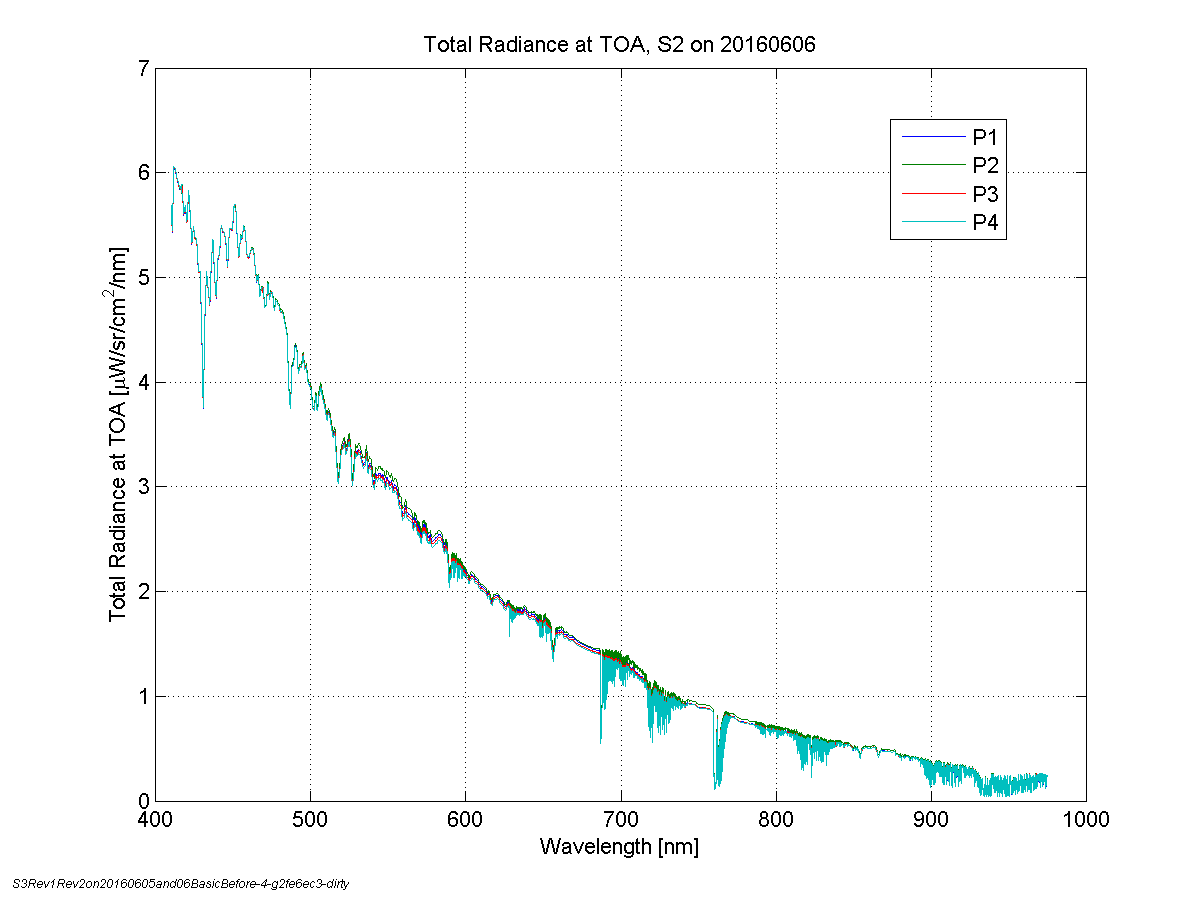 Total Radiance at TOA, S2 on 20160606
7
6
5
4
3
2
1
0
Total Radiance at TOA [μW/sr/cm²/nm]
P1
P2
P3
P4
400 500 600 700 800 900 1000
Wavelength [nm]
S3Rev1Rev2on20160605and06BasicBefore-4-g2fe6ec3-dirty